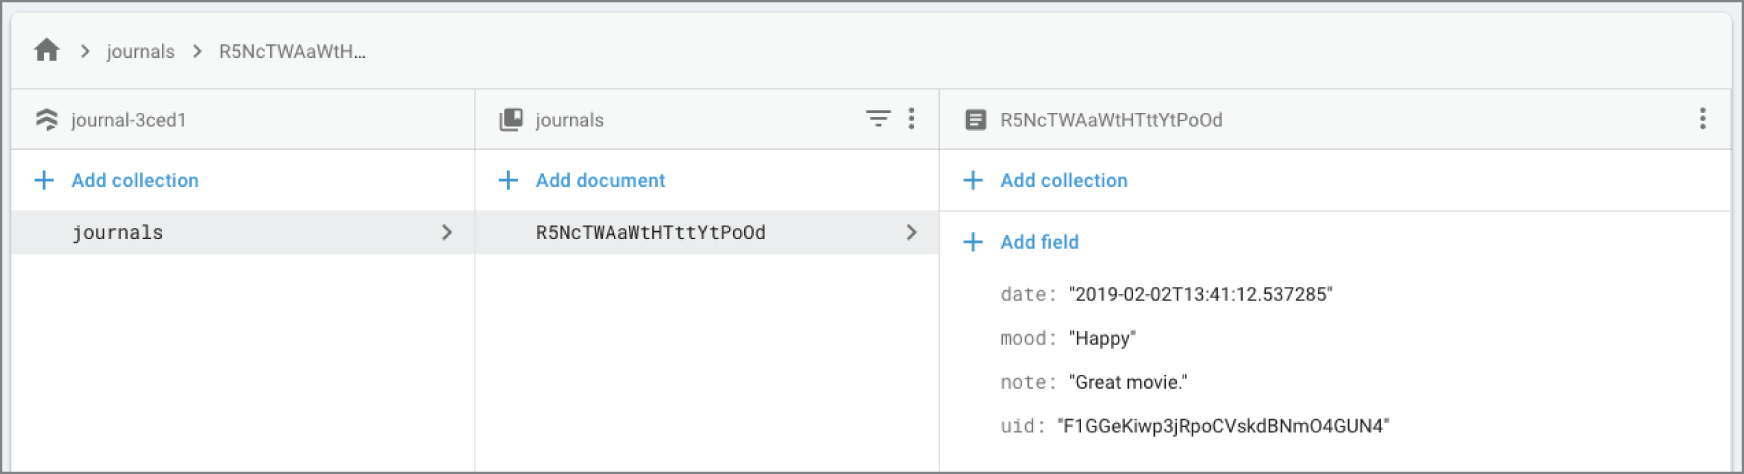 journals R5NcTWAaWtH...
journal-3ced1
Add collection
journals
journals
Add document
R5NcTWAaWtHTttYtPoOd
R5NcTWAaWtHTttYtPoOd
Add collection
Add field
date: "2019-02-02T13:41:12.537285"
mood: "Happy"
note: "Great movie."
uid: "F1GGeKiwp3jRpoCVskdBNmO4GUN4"